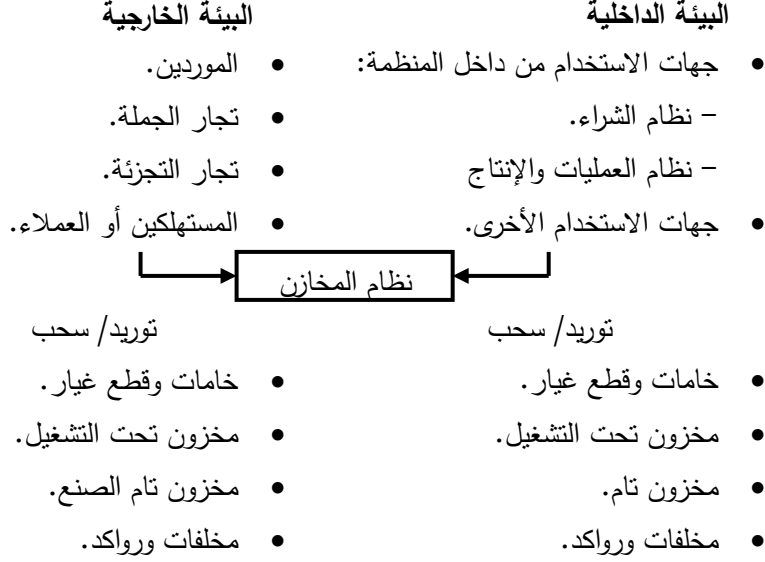 البيئة الداخلية
• جهات الاستخدام من داخل المنظمة:
– نظام الشراء.
– نظام العمليات والإنتاج
• جهات الاستخدام الأخرى.
البيئة الخارجية
• الموردين.
• تجار الجملة.
• تجار التجزئة.
• المستهلكين أو العملاء.
نظام المخازن
توريد/ سحب
• خامات وقطع غيار.
• مخزون تحت التشغيل.
• مخزون تام.
• مخلفات ورواكد.
توريد/ سحب
• خامات وقطع غيار.
• مخزون تحت التشغيل.
• مخزون تام الصنع.
• مخلفات ورواكد.